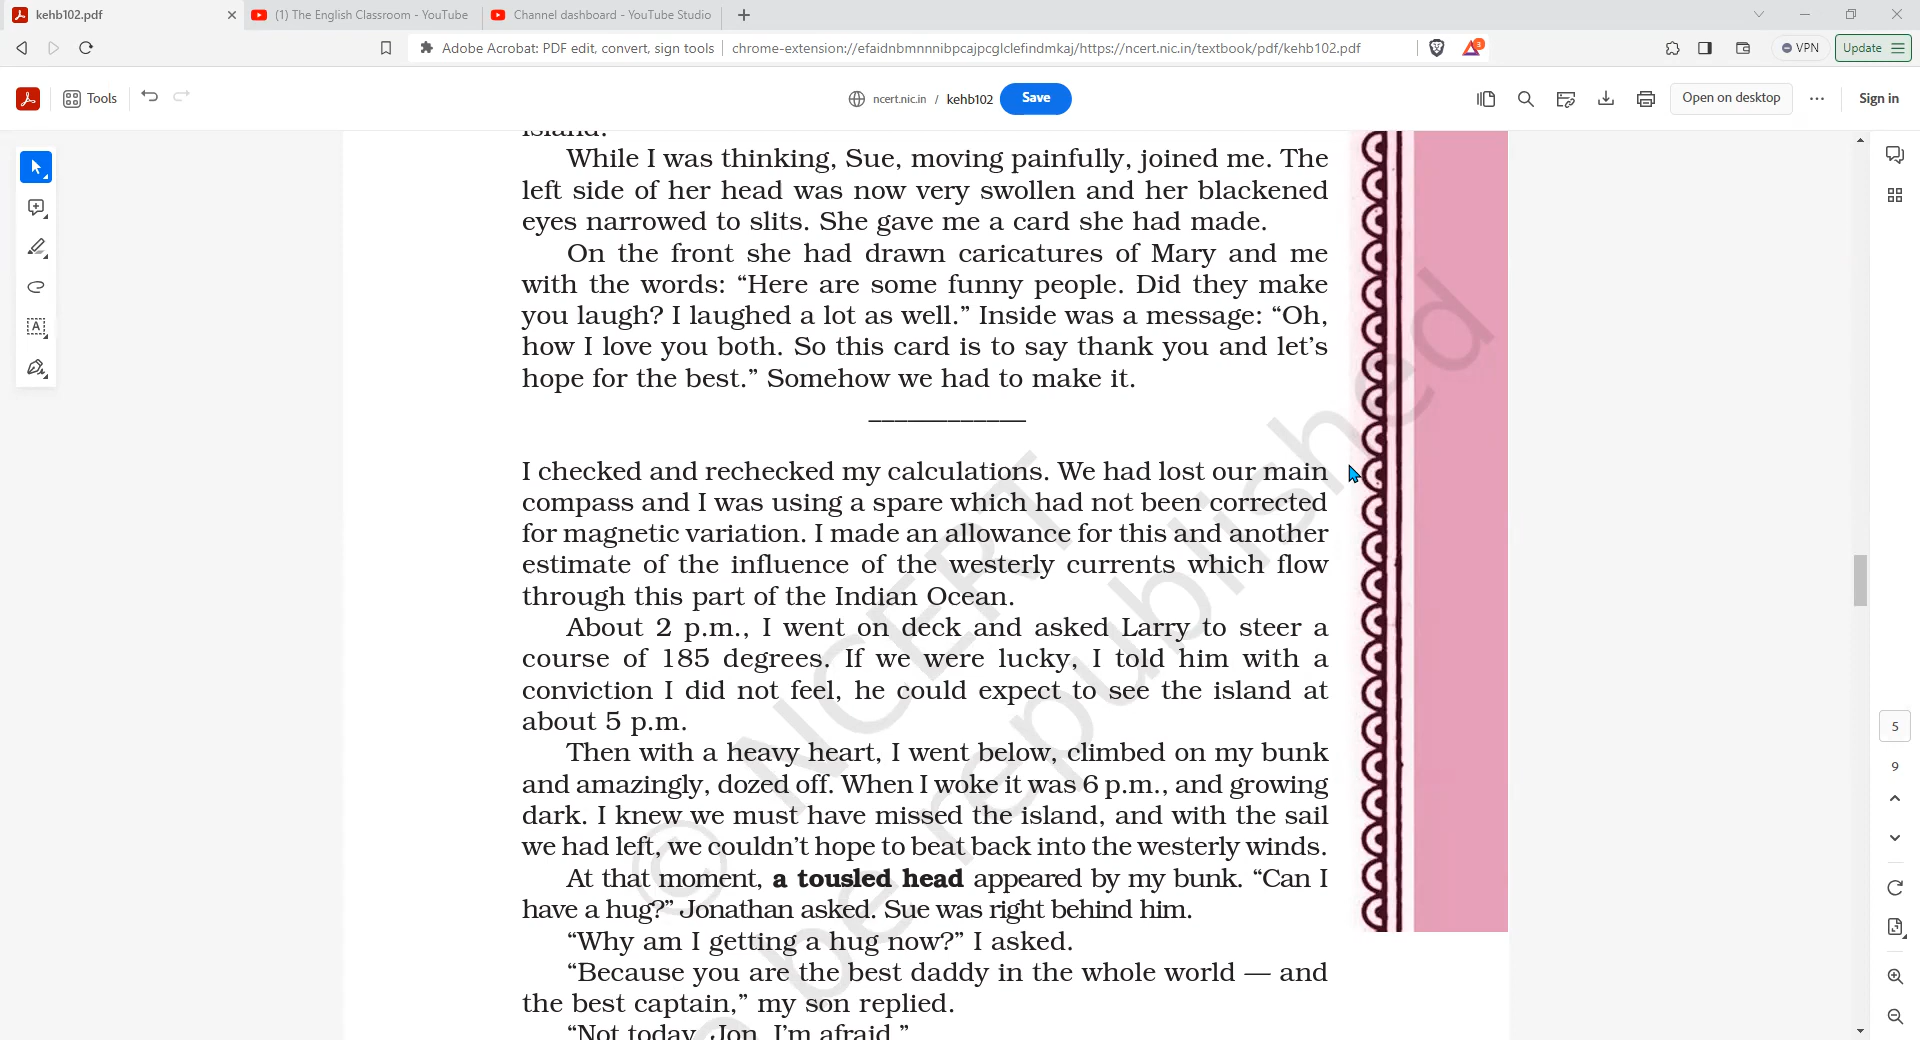 kehb102.pdf
(1) The English Classroom - YouTube
Channel dashboard - YouTube Studio
Adobe Acrobat: PDF edit, convert, sign tools
chrome-extension://efaidnbmnnnibpcajpcglclefindmkaj/https://ncert.nic.in/textbook/pdf/kehb102.pdf
3
VPN
Update
Tools
ncert.nic.in / kehb102
Save
Open on desktop
Sign in
island.
While I was thinking, Sue, moving painfully, joined me. The
left side of her head was now very swollen and her blackened
eyes narrowed to slits. She gave me a card she had made.
On the front she had drawn caricatures of Mary and me
with the words: “Here are some funny people. Did they make
you laugh? I laughed a lot as well.” Inside was a message: “Oh,
how I love you both. So this card is to say thank you and let’s
hope for the best.” Somehow we had to make it.
I checked and rechecked my calculations. We had lost our main
compass and I was using a spare which had not been corrected
for magnetic variation. I made an allowance for this and another
estimate of the influence of the westerly currents which flow
through this part of the Indian Ocean.
About 2 p.m., I went on deck and asked Larry to steer a
course of 185 degrees. If we were lucky, I told him with a
conviction I did not feel, he could expect to see the island at
about 5 p.m.
Then with a heavy heart, I went below, climbed on my bunk
and amazingly, dozed off. When I woke it was 6 p.m., and growing
dark. I knew we must have missed the island, and with the sail
we had left, we couldn’t hope to beat back into the westerly winds.
At that moment, a tousled head appeared by my bunk. “Can I
have a hug?” Jonathan asked. Sue was right behind him.
“Why am I getting a hug now?” I asked.
“Because you are the best daddy in the whole world — and
the best captain,” my son replied.
“Not today, Jon, I’m afraid.”
© NCERT
be republished
5
9